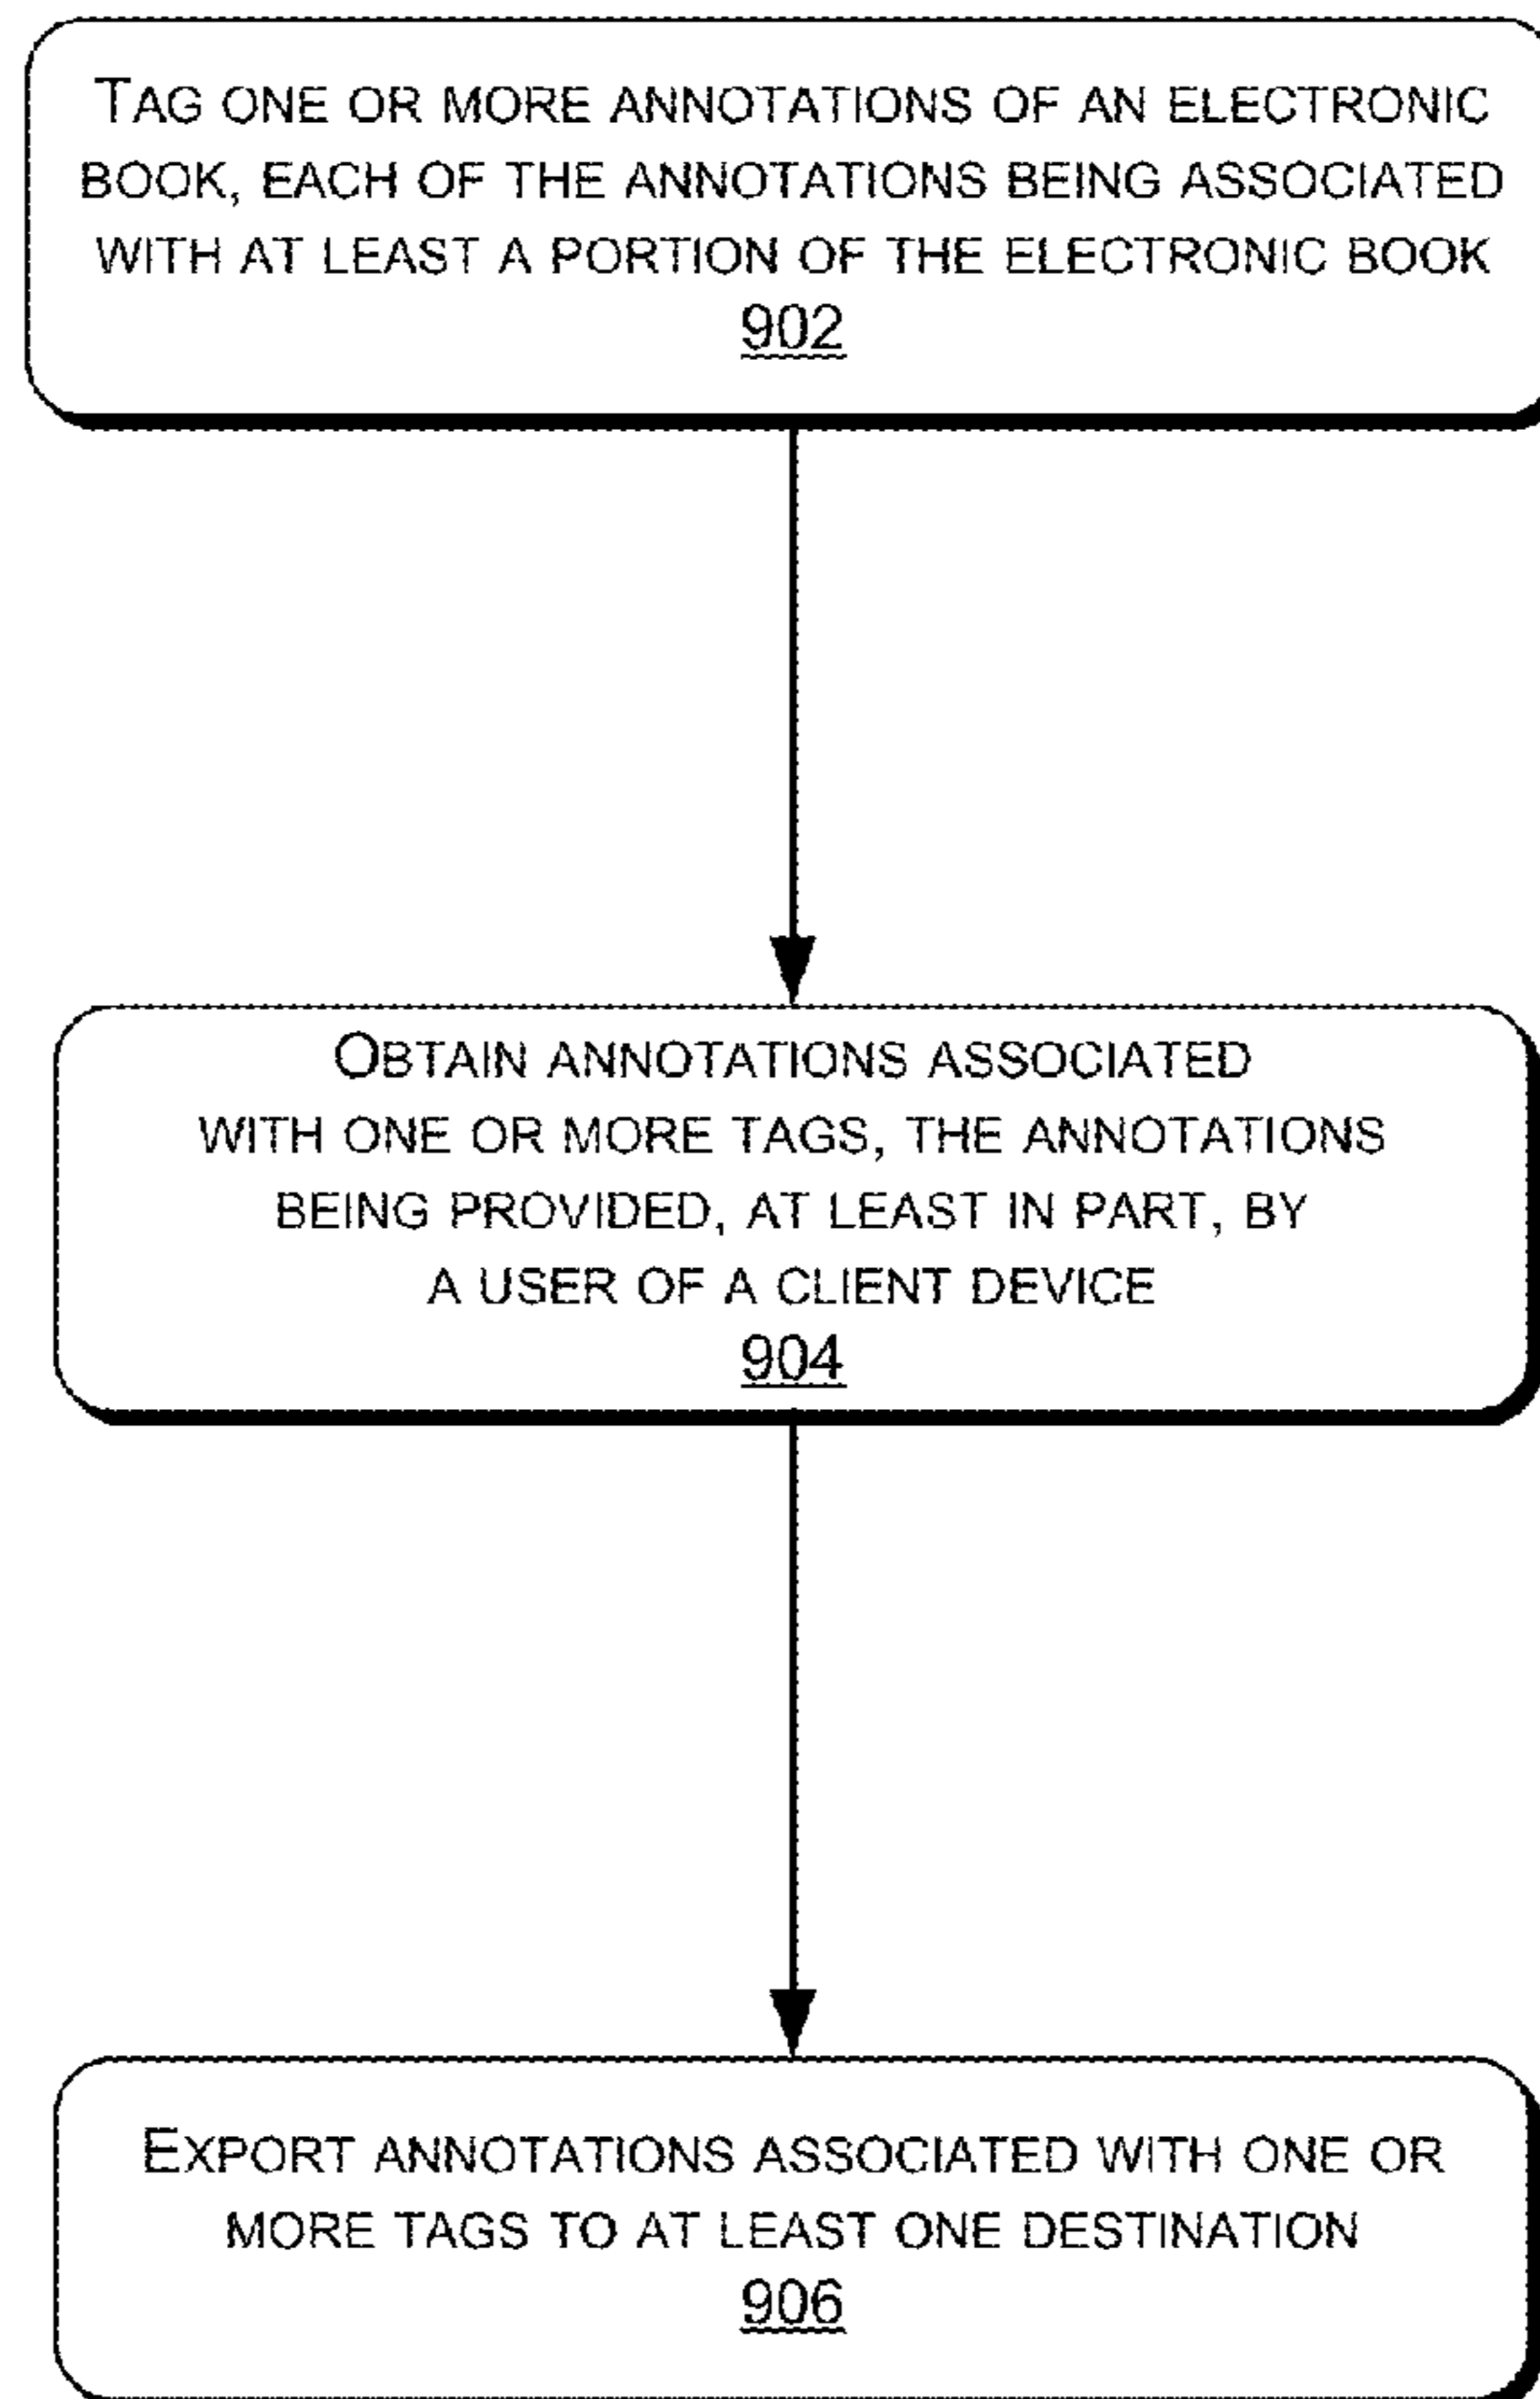 TAG ONE OR MORE ANNOTATIONS OF AN ELECTRONIC
BOOK, EACH OF THE ANNOTATIONS BEING ASSOCIATED
WITH AT LEAST A PORTION OF THE ELECTRONIC BOOK
902
OBTAIN ANNOTATIONS ASSOCIATED
WITH ONE OR MORE TAGS, THE ANNOTATIONS
BEING PROVIDED, AT LEAST IN PART, BY
A USER OF A CLIENT DEVICE
904
EXPORT ANNOTATIONS ASSOCIATED WITH ONE OR
MORE TAGS TO AT LEAST ONE DESTINATION
906